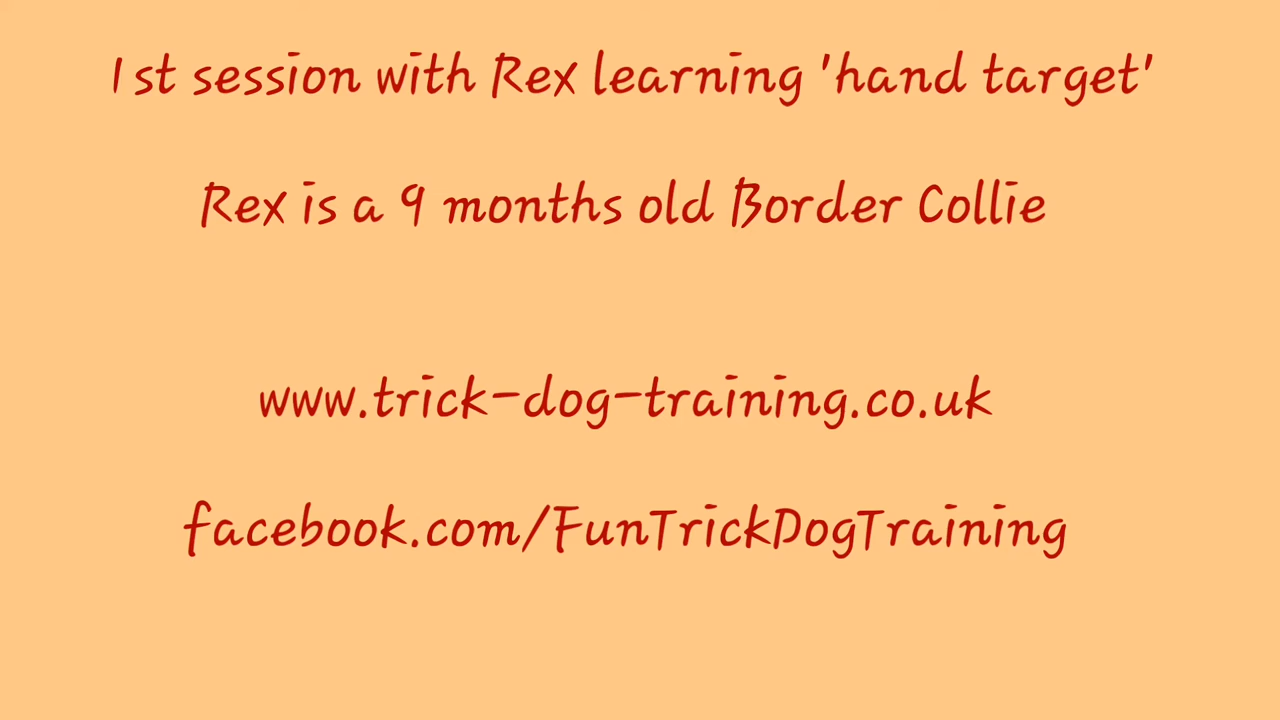 1st session with Rex learning 'hand target'
Rex is a 9 months old Border Collie
www.trick-dog-training.co.uk
facebook.com/FunTrickDogTraining